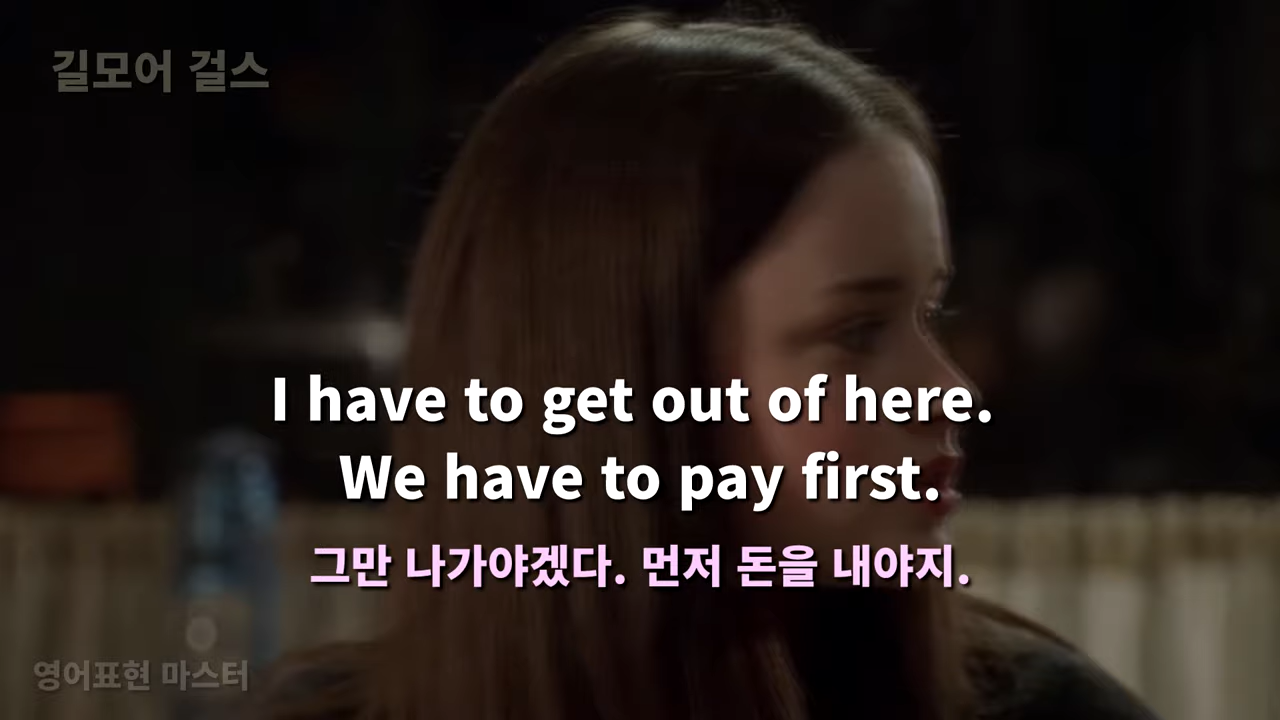 길모어 걸스
I have to get out of here.
We have to pay first.
그만 나가야겠다. 먼저 돈을 내야지.
영어표현 마스터